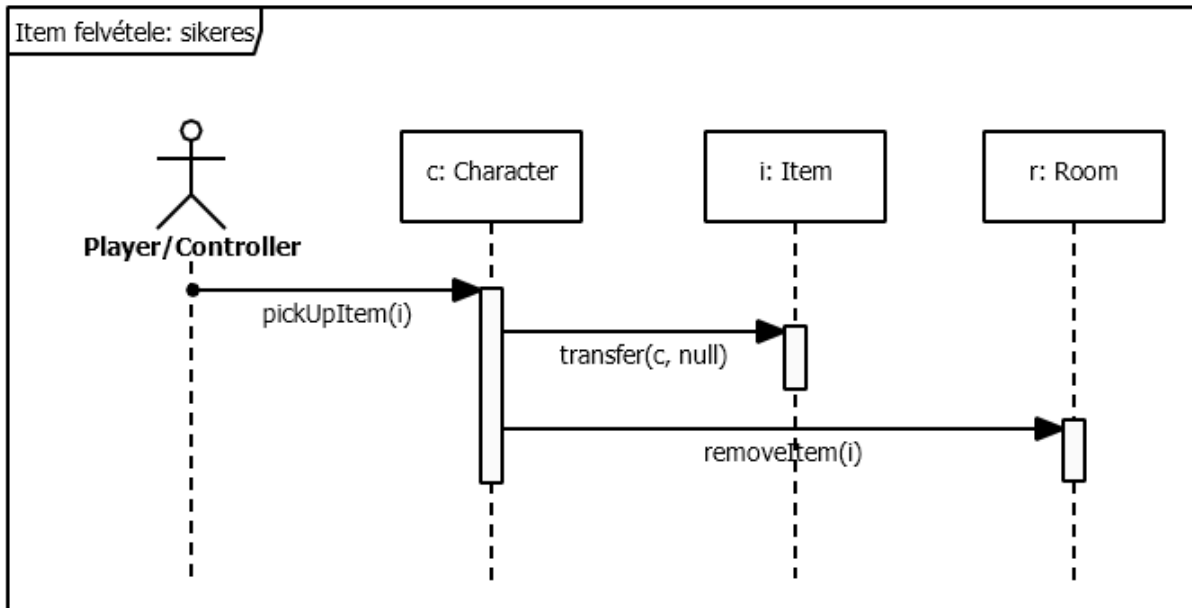 Item felvétele: sikeres
c: Character
i: Item
r: Room
Player/Controller
pickUpItem(i)
transfer(c, null)
removeItem(i)